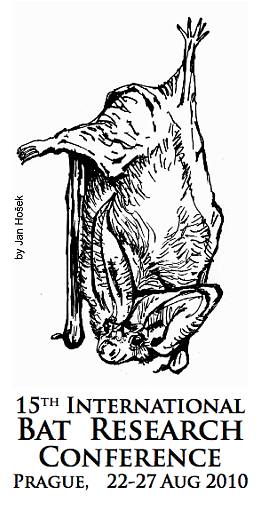 by Jan Hošek
15TH INTERNATIONAL
BAT RESEARCH
CONFERENCE
PRAGUE, 22-27 AUG 2010